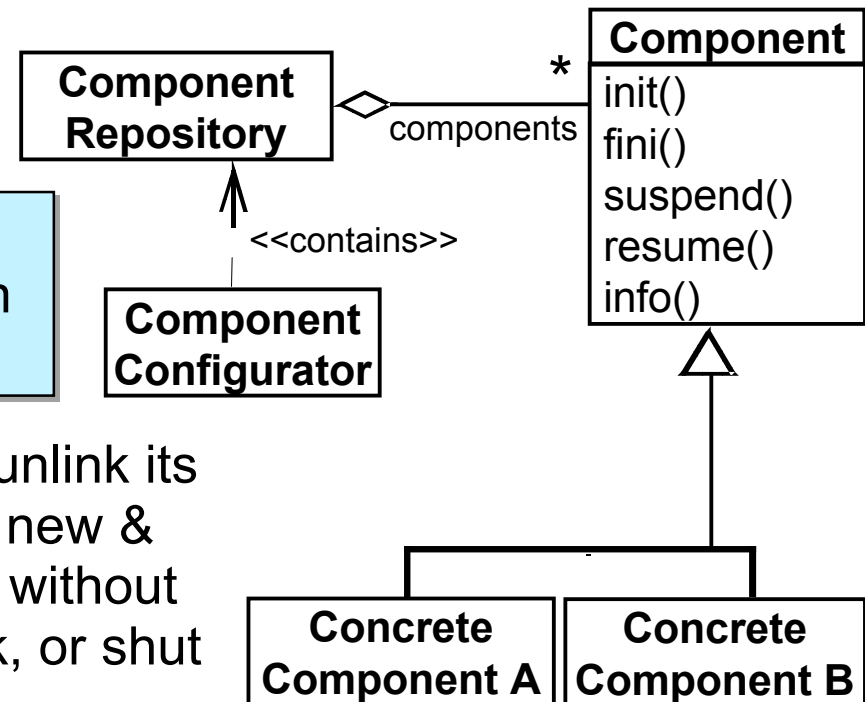 Component
Repository
components
*
Component
init()
fini()
suspend()
resume()
info()
<<contains>>
Component
Configurator
unlink its
new &
without
or shut
Concrete
Component A
Concrete
Component B